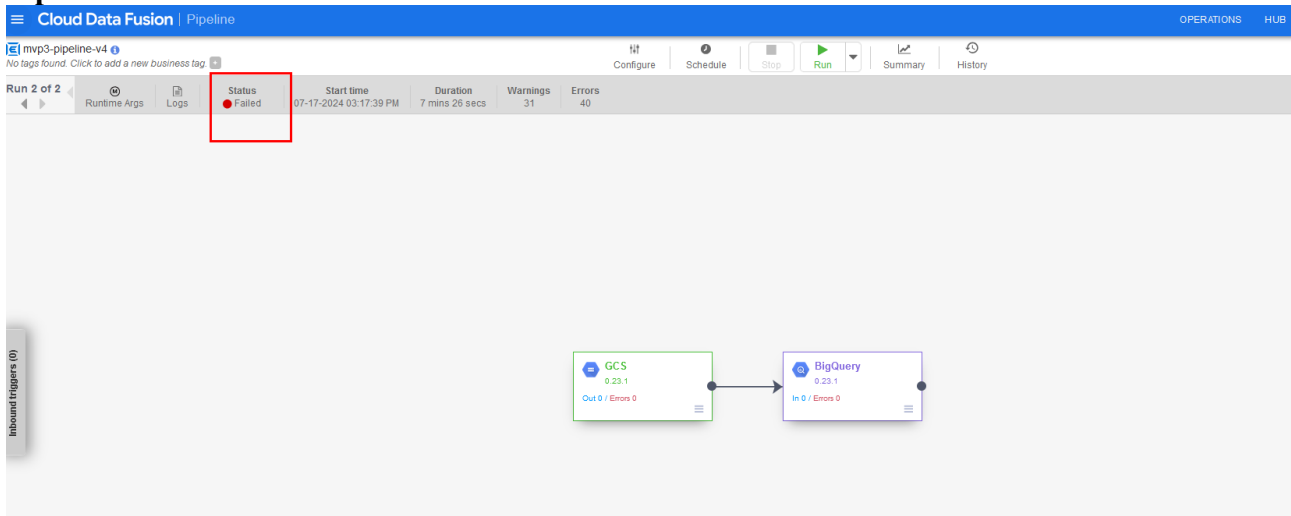 Cloud Data Fusion | Pipeline
OPERATIONS HUB
mvp3-pipeline-v4
No tags found. Click to add a new business tag.
Configure Schedule Stop Run Summary History
Run 2 of 2
Runtime Args
Logs
Status
Failed
Start time
07-17-2024 03:17:39 PM
Duration
7 mins 26 secs
Warnings
31
Errors
40
Inbound triggers (0)
GCS
0.23.1
Out 0 / Errors 0
BigQuery
0.23.1
In 0 / Errors 0